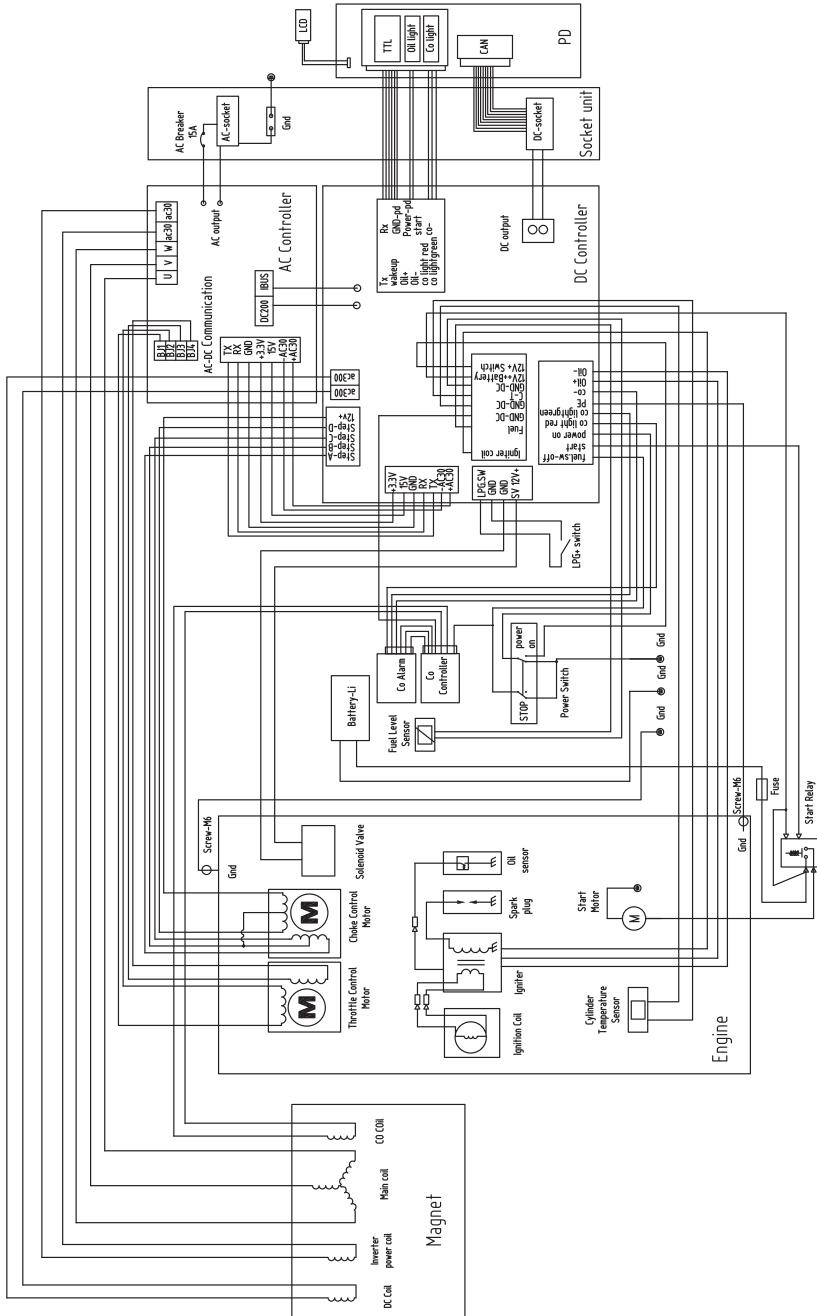 LCD
TTL
Oil light
Co light
CAN
PD
AC Breaker
15A
AC-socket
Gnd
DC-socket
Socket unit
U
V
W
ac30
ac30
AC output
AC Controller
AC-DC Communication
BJ1
BJ2
BJ3
BJ4
DC200
IBUS
TX
RX
GND
+3.3V
15V
-AC30
+AC30
ac300
ac300
12v+
Step-D
Step-C
Step-B
Step-A
Rx
GND-pd
Power-pd
start
co-
Tx
wakeup
Oil+
Oil-
co light red
co lightgreen
DC output
DC Controller
12V+ Switch
12V++Battery
GND-DC
C-T
GND-DC
GND-DC
Fuel
Igniter coil
Oil-
Oil+
co-
PE
co lightgreen
co light red
power on
start
fuel.sw-off
+3.3V
15V
GND
RX
TX
-AC30
+AC30
LPG.SW
GND
GND
SV 12V+
LPG+ switch
Co Alarm
Co
Controller
power
on
STOP
Power Switch
Battery-Li
Fuel Level
Sensor
Gnd
Gnd
Gnd
Screw-M6
Gnd
Solenoid Valve
Choke Control
Motor
M
Throttle Control
Motor
M
Oil
sensor
Spark
plug
Igniter
Ignition Coil
Start
Motor
M
Cylinder
Temperature
Sensor
Engine
Screw-M6
Gnd
Fuse
Start Relay
CO COil
Main coil
Inverter
power coil
DC Coil
Magnet